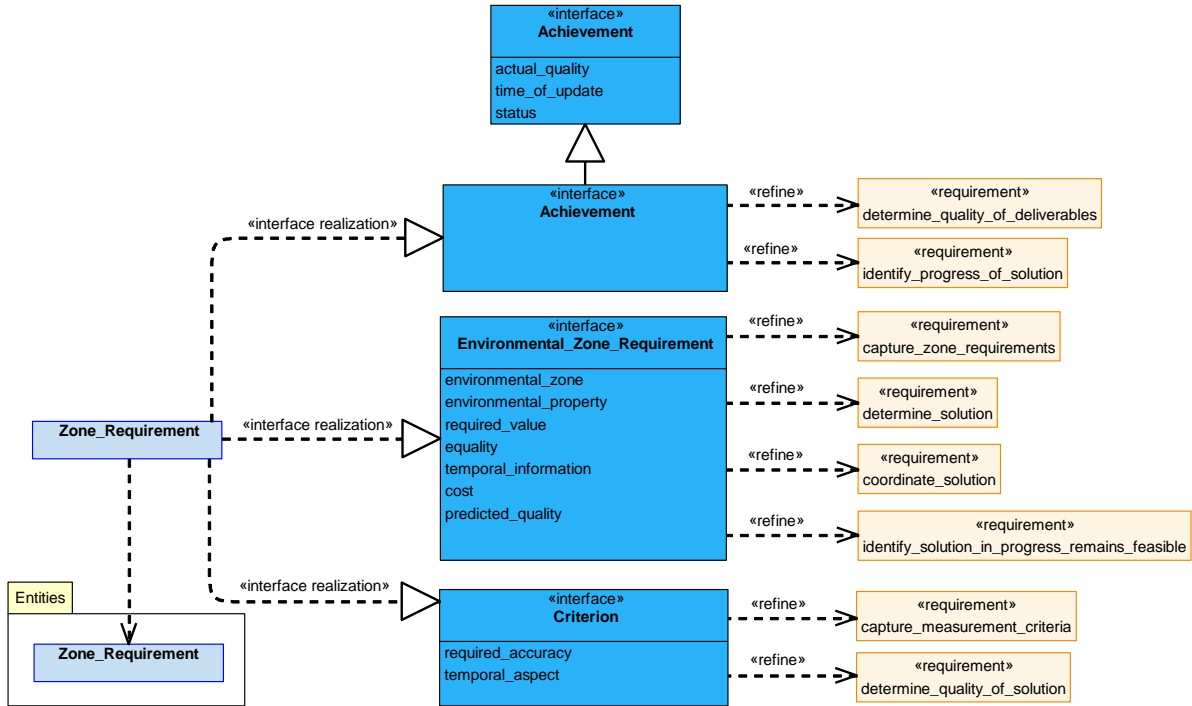 «interface»
Achievement
actual_quality
time_of_update
status
«interface»
Achievement
«refine»
«requirement»
determine_quality_of_deliverables
«interface realization»
«refine»
«requirement»
identify_progress_of_solution
«interface»
Environmental_Zone_Requirement
environmental_zone
environmental_property
required_value
equality
temporal_information
cost
predicted_quality
«refine»
«requirement»
capture_zone_requirements
«refine»
«requirement»
determine_solution
Zone_Requirement
«interface realization»
«refine»
«requirement»
coordinate_solution
«refine»
«requirement»
identify_solution_in_progress_remains_feasible
«interface realization»
«interface»
Criterion
required_accuracy
temporal_aspect
«refine»
«requirement»
capture_measurement_criteria
«refine»
«requirement»
determine_quality_of_solution
Entities
Zone_Requirement